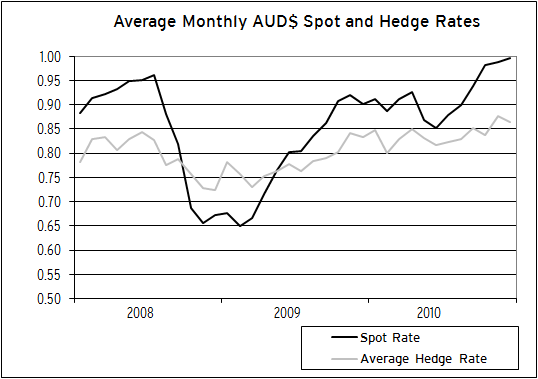 Average Monthly AUD$ Spot and Hedge Rates
1.00
0.95
0.90
0.85
0.80
0.75
0.70
0.65
0.60
0.55
0.50
2008 2009 2010
Spot Rate
Average Hedge Rate